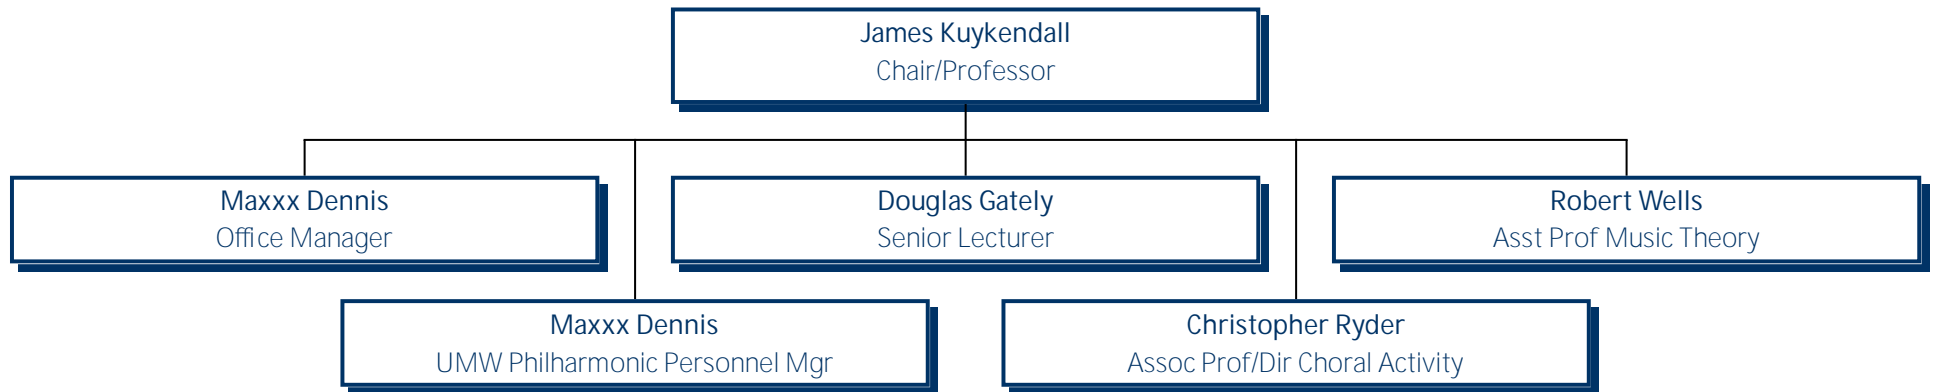 James Kuykendall
Chair/Professor
Maxxx Dennis
Office Manager
Douglas Gately
Senior Lecturer
Robert Wells
Asst Prof Music Theory
Maxxx Dennis
UMW Philharmonic Personnel Mgr
Christopher Ryder
Assoc Prof/Dir Choral Activity